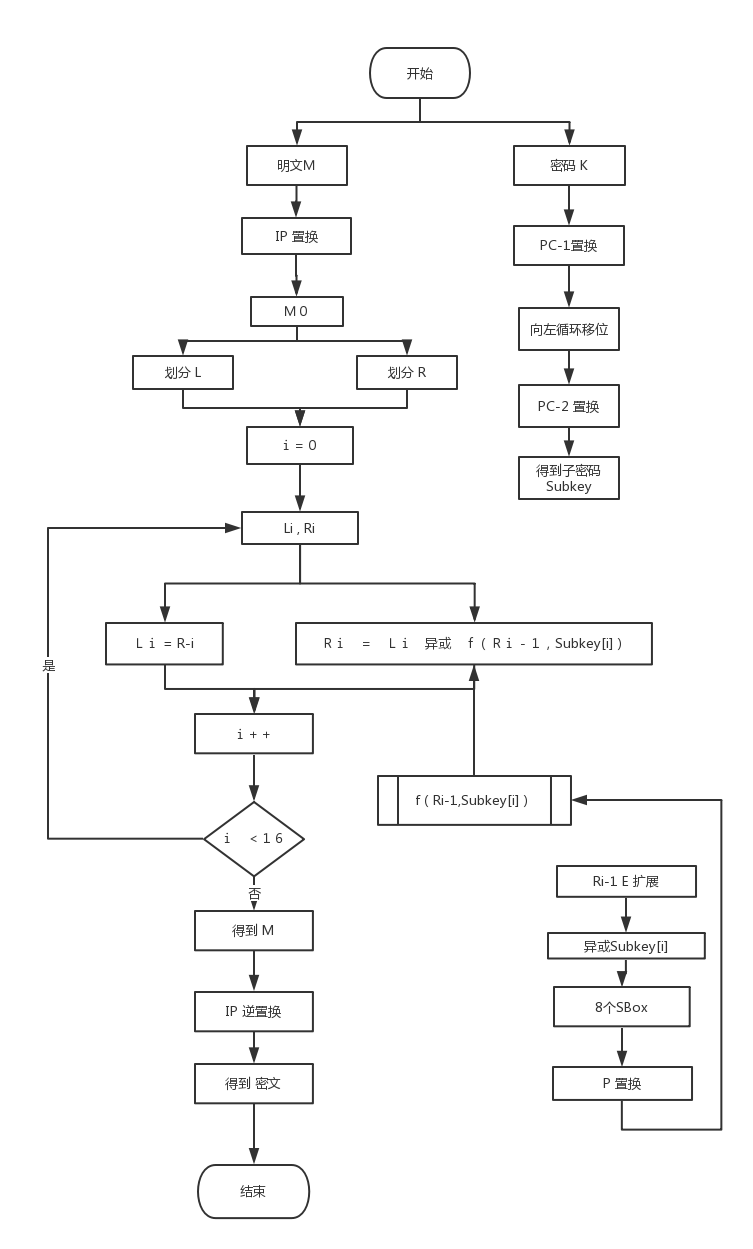 开始
明文M
密码 K
IP 置换
PC-1置换
M 0
向左循环移位
划分 L
划分 R
PC-2 置换
i = 0
得到子密码
Subkey
Li , Ri
L i = R-i
R i = L i 异或 f ( R i - 1 , Subkey[i] )
是
i + +
f ( Ri-1,Subkey[i] )
i < 1 6
否
Ri-1 E 扩展
得到 M
异或Subkey[i]
IP 逆置换
8个SBox
得到 密文
P 置换
结束